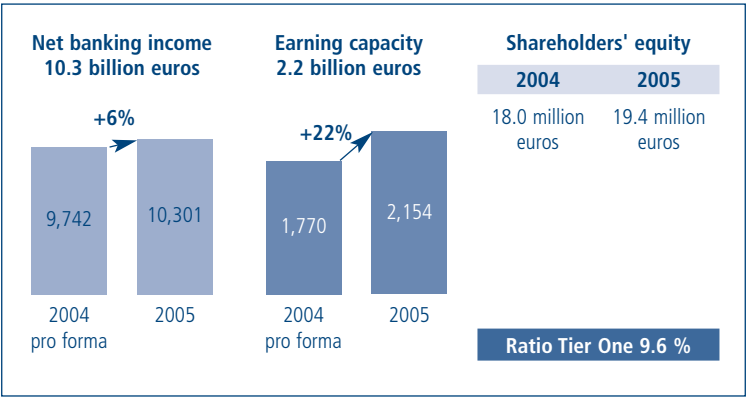 Net banking income
10.3 billion euros
+6%
9,742
10,301
2004
pro forma
2005
Earning capacity
2.2 billion euros
+22%
1,770
2,154
2004
pro forma
2005
Shareholders' equity
2004 2005
18.0 million 19.4 million
euros euros
Ratio Tier One 9.6 %